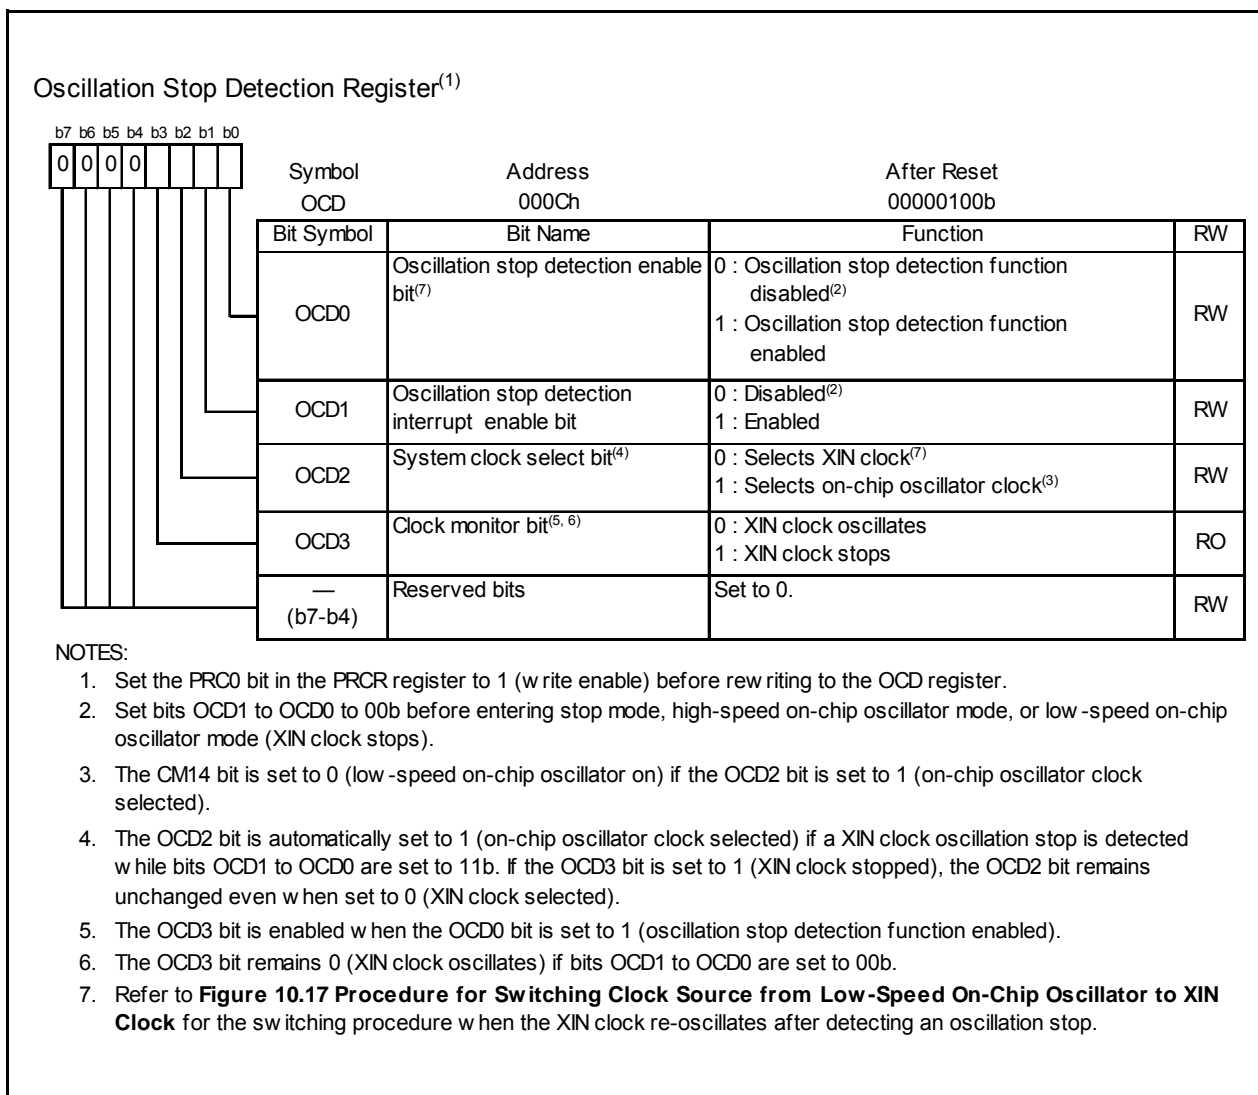 Oscillation Stop Detection Register(1)
b7 b6 b5 b4 b3 b2 b1 b0
0 0 0 0
Symbol Address After Reset
OCD 000Ch 00000100b
Bit Symbol Bit Name Function RW
OCD0 Oscillation stop detection enable bit(7) 0 : Oscillation stop detection function disabled(2) RW
1 : Oscillation stop detection function enabled
OCD1 Oscillation stop detection interrupt enable bit 0 : Disabled(2) RW
1 : Enabled
OCD2 System clock select bit(4) 0 : Selects XIN clock(7) RW
1 : Selects on-chip oscillator clock(3)
OCD3 Clock monitor bit(5, 6) 0 : XIN clock oscillates RO
1 : XIN clock stops
— (b7-b4) Reserved bits Set to 0. RW
NOTES:
1. Set the PRC0 bit in the PRCR register to 1 (write enable) before rewriting to the OCD register.
2. Set bits OCD1 to OCD0 to 00b before entering stop mode, high-speed on-chip oscillator mode, or low-speed on-chip
oscillator mode (XIN clock stops).
3. The CM14 bit is set to 0 (low-speed on-chip oscillator on) if the OCD2 bit is set to 1 (on-chip oscillator clock
selected).
4. The OCD2 bit is automatically set to 1 (on-chip oscillator clock selected) if a XIN clock oscillation stop is detected
while bits OCD1 to OCD0 are set to 11b. If the OCD3 bit is set to 1 (XIN clock stopped), the OCD2 bit remains
unchanged even when set to 0 (XIN clock selected).
5. The OCD3 bit is enabled when the OCD0 bit is set to 1 (oscillation stop detection function enabled).
6. The OCD3 bit remains 0 (XIN clock oscillates) if bits OCD1 to OCD0 are set to 00b.
7. Refer to Figure 10.17 Procedure for Switching Clock Source from Low-Speed On-Chip Oscillator to XIN
Clock for the switching procedure when the XIN clock re-oscillates after detecting an oscillation stop.